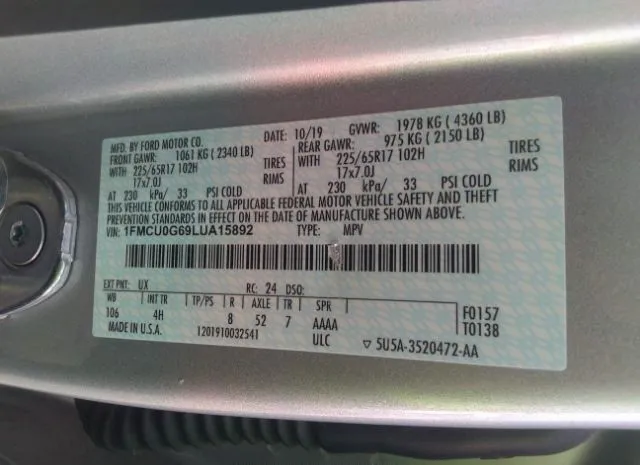 MFD. BY FORD MOTOR CO.
DATE: 10/19 GVWR: 1978 KG ( 4360 LB)
FRONT GAWR: 1061 KG ( 2340 LB)
REAR GAWR: 975 KG ( 2150 LB)
WITH 225/65R17 102H TIRES
17x7.0J RIMS
WITH 225/65R17 102H TIRES
17x7.0J RIMS
AT 230 kPa/ 33 PSI COLD
AT 230 kPa/ 33 PSI COLD
THIS VEHICLE CONFORMS TO ALL APPLICABLE FEDERAL MOTOR VEHICLE SAFETY AND THEFT
PREVENTION STANDARDS IN EFFECT ON THE DATE OF MANUFACTURE SHOWN ABOVE.
VIN: 1FMCU0G69LUA15892 TYPE: MPV
EXT PNT: UX RC: 24 DSO:
WB INT TR TP/PS R AXLE TR SPR
106 4H 8 52 7 AAAA
F0157
T0138
MADE IN U.S.A. 1201910032541 ULC
▽ 5U5A-3520472-AA